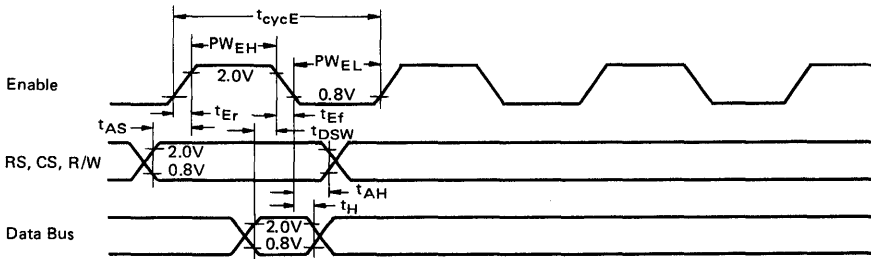 tcycE
PWEH
PWEL
Enable
2.0V
0.8V
tEr
tEf
tAS
tDSW
RS, CS, R/W
2.0V
0.8V
tAH
tH
Data Bus
2.0V
0.8V